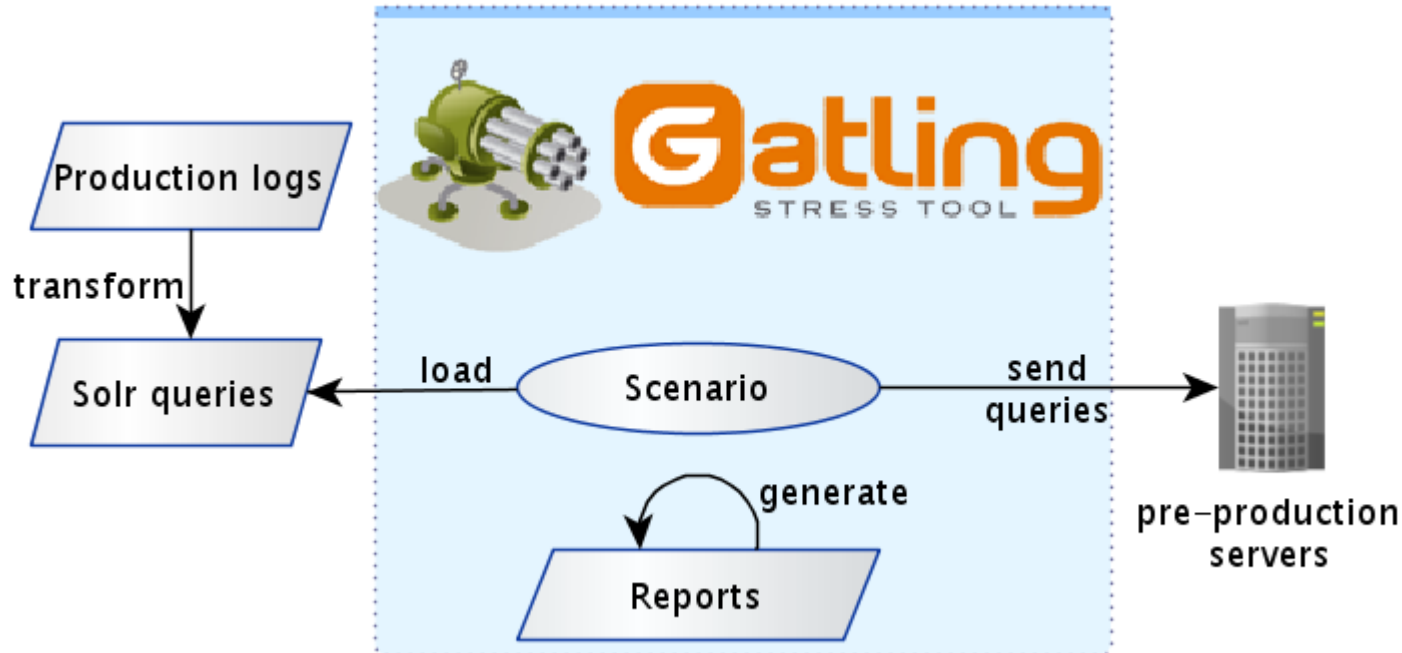 Gatling
STRESS TOOL
Production logs
transform
Solr queries
load
Scenario
send
queries
generate
Reports
pre-production
servers